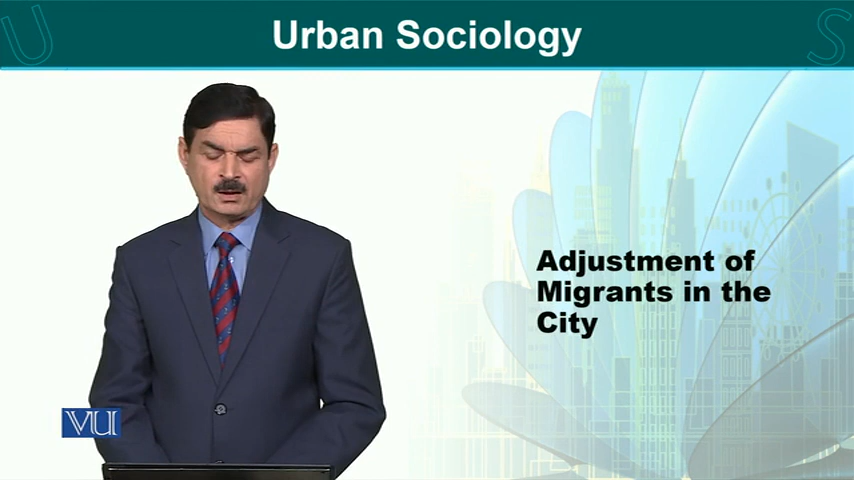 U
Urban Sociology
S
Adjustment of
Migrants in the
City
VU